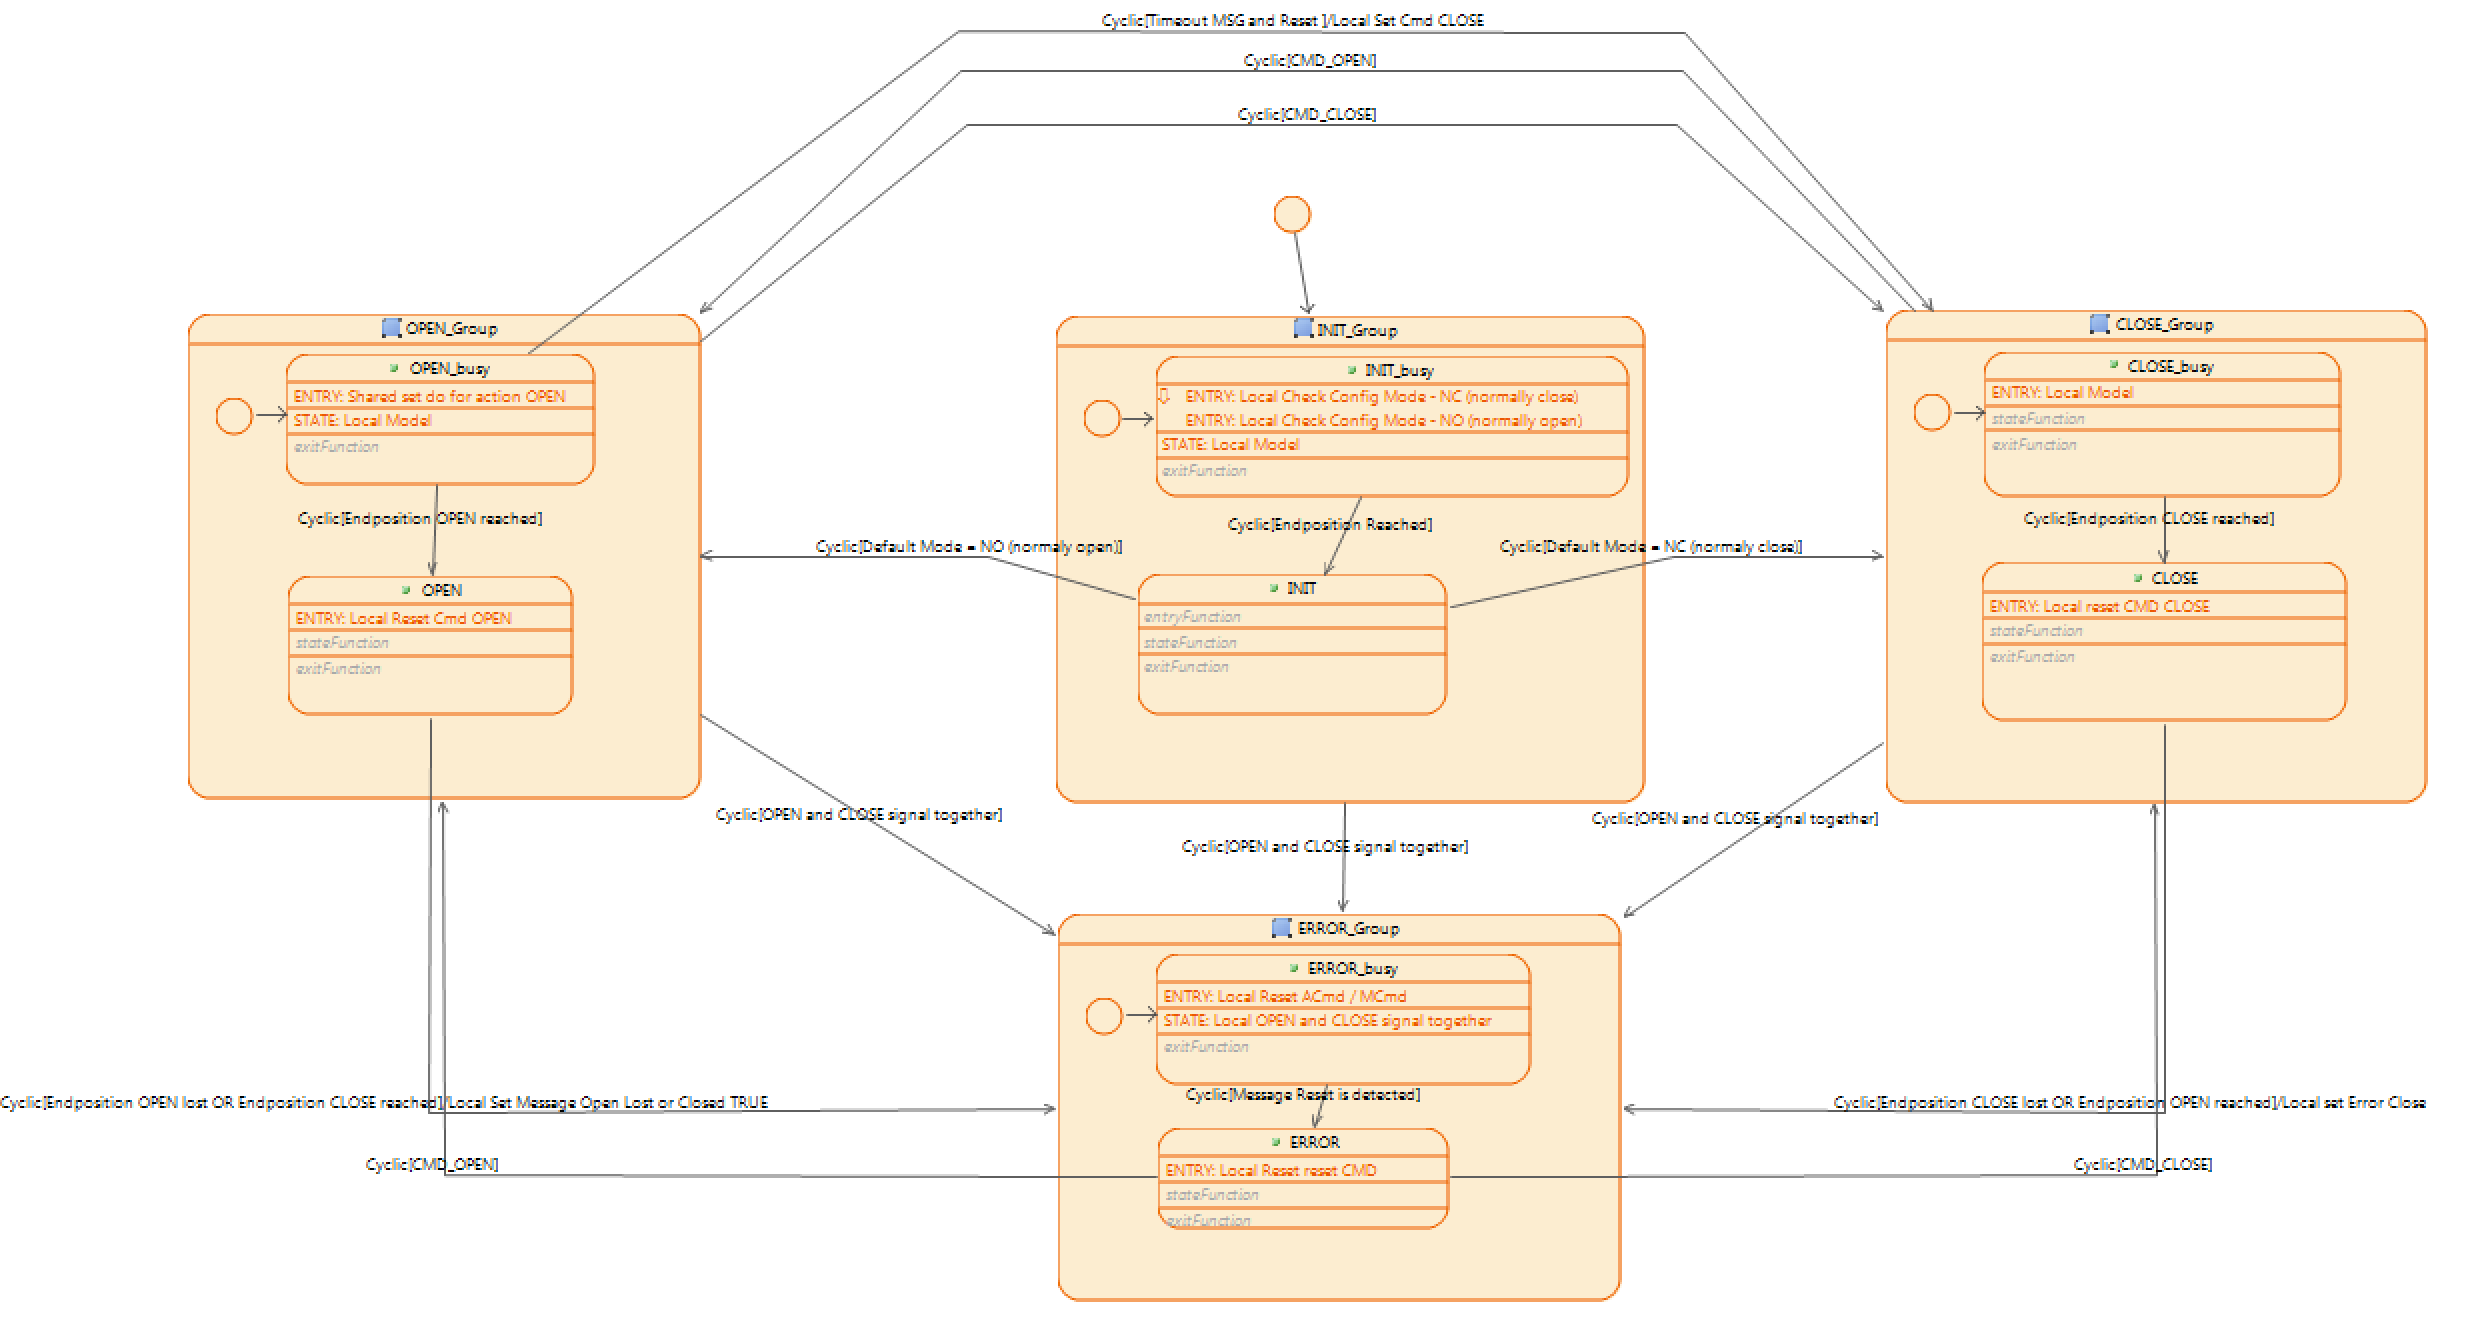 Cyclic[Timeout MSG and Reset ]/Local Set Cmd CLOSE
Cyclic[CMD_OPEN]
Cyclic[CMD_CLOSE]
OPEN_Group
OPEN_busy
ENTRY: Shared set do for action OPEN
STATE: Local Model
exitFunction
Cyclic[Endposition OPEN reached]
OPEN
ENTRY: Local Reset Cmd OPEN
stateFunction
exitFunction
INIT_Group
INIT_busy
ENTRY: Local Check Config Mode - NC (normally close)
ENTRY: Local Check Config Mode - NO (normally open)
STATE: Local Model
exitFunction
Cyclic[Endposition Reached]
Cyclic[Default Mode = NO (normaly open)]
Cyclic[Default Mode = NC (normaly close)]
INIT
entryFunction
stateFunction
exitFunction
CLOSE_Group
CLOSE_busy
ENTRY: Local Model
stateFunction
exitFunction
Cyclic[Endposition CLOSE reached]
CLOSE
ENTRY: Local reset CMD CLOSE
stateFunction
exitFunction
Cyclic[OPEN and CLOSE signal together]
Cyclic[OPEN and CLOSE signal together]
Cyclic[OPEN and CLOSE signal together]
ERROR_Group
ERROR_busy
ENTRY: Local Reset ACmd / MCmd
STATE: Local OPEN and CLOSE signal together
exitFunction
Cyclic[Message Reset is detected]
Cyclic[Endposition OPEN lost OR Endposition CLOSE reached]/Local Set Message Open Lost or Closed TRUE
Cyclic[Endposition CLOSE lost OR Endposition OPEN reached]/Local set Error Close
ERROR
ENTRY: Local Reset reset CMD
stateFunction
exitFunction
Cyclic[CMD_OPEN]
Cyclic[CMD_CLOSE]